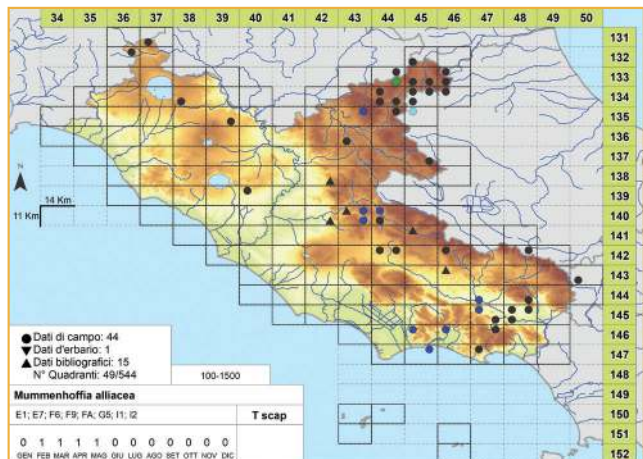 34 35 36 37 38 39 40 41 42 43 44 45 46 47 48 49 50
131
132
133
134
135
136
137
138
139
140
141
142
143
144
145
146
147
148
149
150
151
152
N
14 Km
11 Km
Dati di campo: 44
Dati d'erbario: 1
Dati bibliografici: 15
N° Quadranti: 49/544
100-1500
Mummenhoffia alliacea
E1; E7; F6; F9; FA; G5; I1; I2
T scap
0 1 1 1 1 0 0 0 0 0 0 0
GEN FEB MAR APR MAG GIU LUG AGO SET OTT NOV DIC